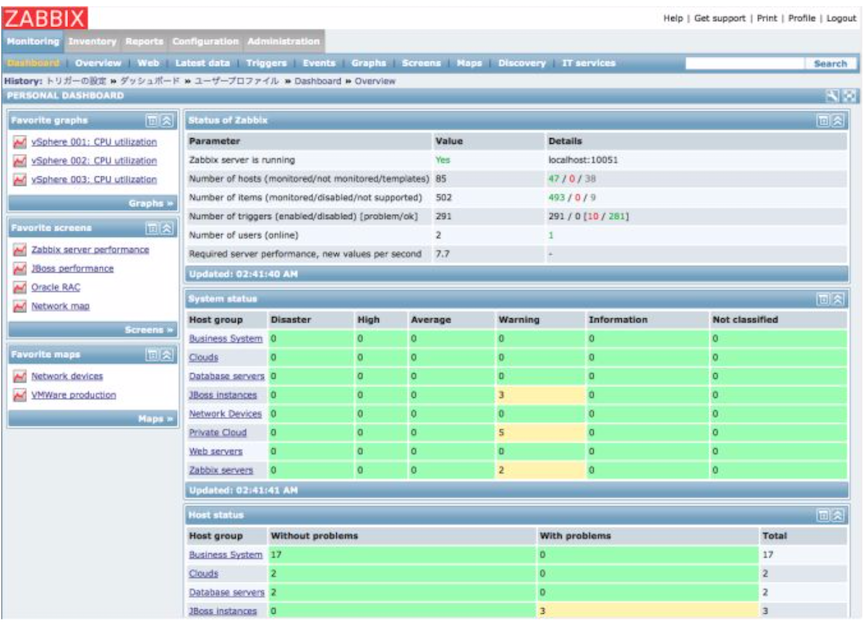 ZABBIX
Help | Get support | Print | Profile | Logout
Monitoring Inventory Reports Configuration Administration
Dashboard Overview Web Latest data Triggers Events Graphs Screens Maps Discovery IT services Search
History: トリガーの設定 » ダッシュボード » ユーザープロファイル » Dashboard » Overview
PERSONAL DASHBOARD
Favorite graphs
vSphere 001: CPU utilization
vSphere 002: CPU utilization
vSphere 003: CPU utilization
Graphs »
Favorite screens
Zabbix server performance
JBoss performance
Oracle RAC
Network map
Screens »
Favorite maps
Network devices
VMWare production
Maps »
Status of Zabbix
Parameter Value Details
Zabbix server is running Yes localhost:10051
Number of hosts (monitored/not monitored/templates) 85 47 / 0 / 38
Number of items (monitored/disabled/not supported) 502 493 / 0 / 9
Number of triggers (enabled/disabled) [problem/ok] 291 291 / 0 [10 / 281]
Number of users (online) 2 1
Required server performance, new values per second 7.7 -
Updated: 02:41:40 AM
System status
Host group Disaster High Average Warning Information Not classified
Business System 0 0 0 0 0 0
Clouds 0 0 0 0 0 0
Database servers 0 0 0 0 0 0
JBoss instances 0 0 0 3 0 0
Network Devices 0 0 0 0 0 0
Private Cloud 0 0 0 5 0 0
Web servers 0 0 0 0 0 0
Zabbix servers 0 0 0 2 0 0
Updated: 02:41:41 AM
Host status
Host group Without problems With problems Total
Business System 17 0 17
Clouds 2 0 2
Database servers 2 0 2
JBoss instances 0 3 3